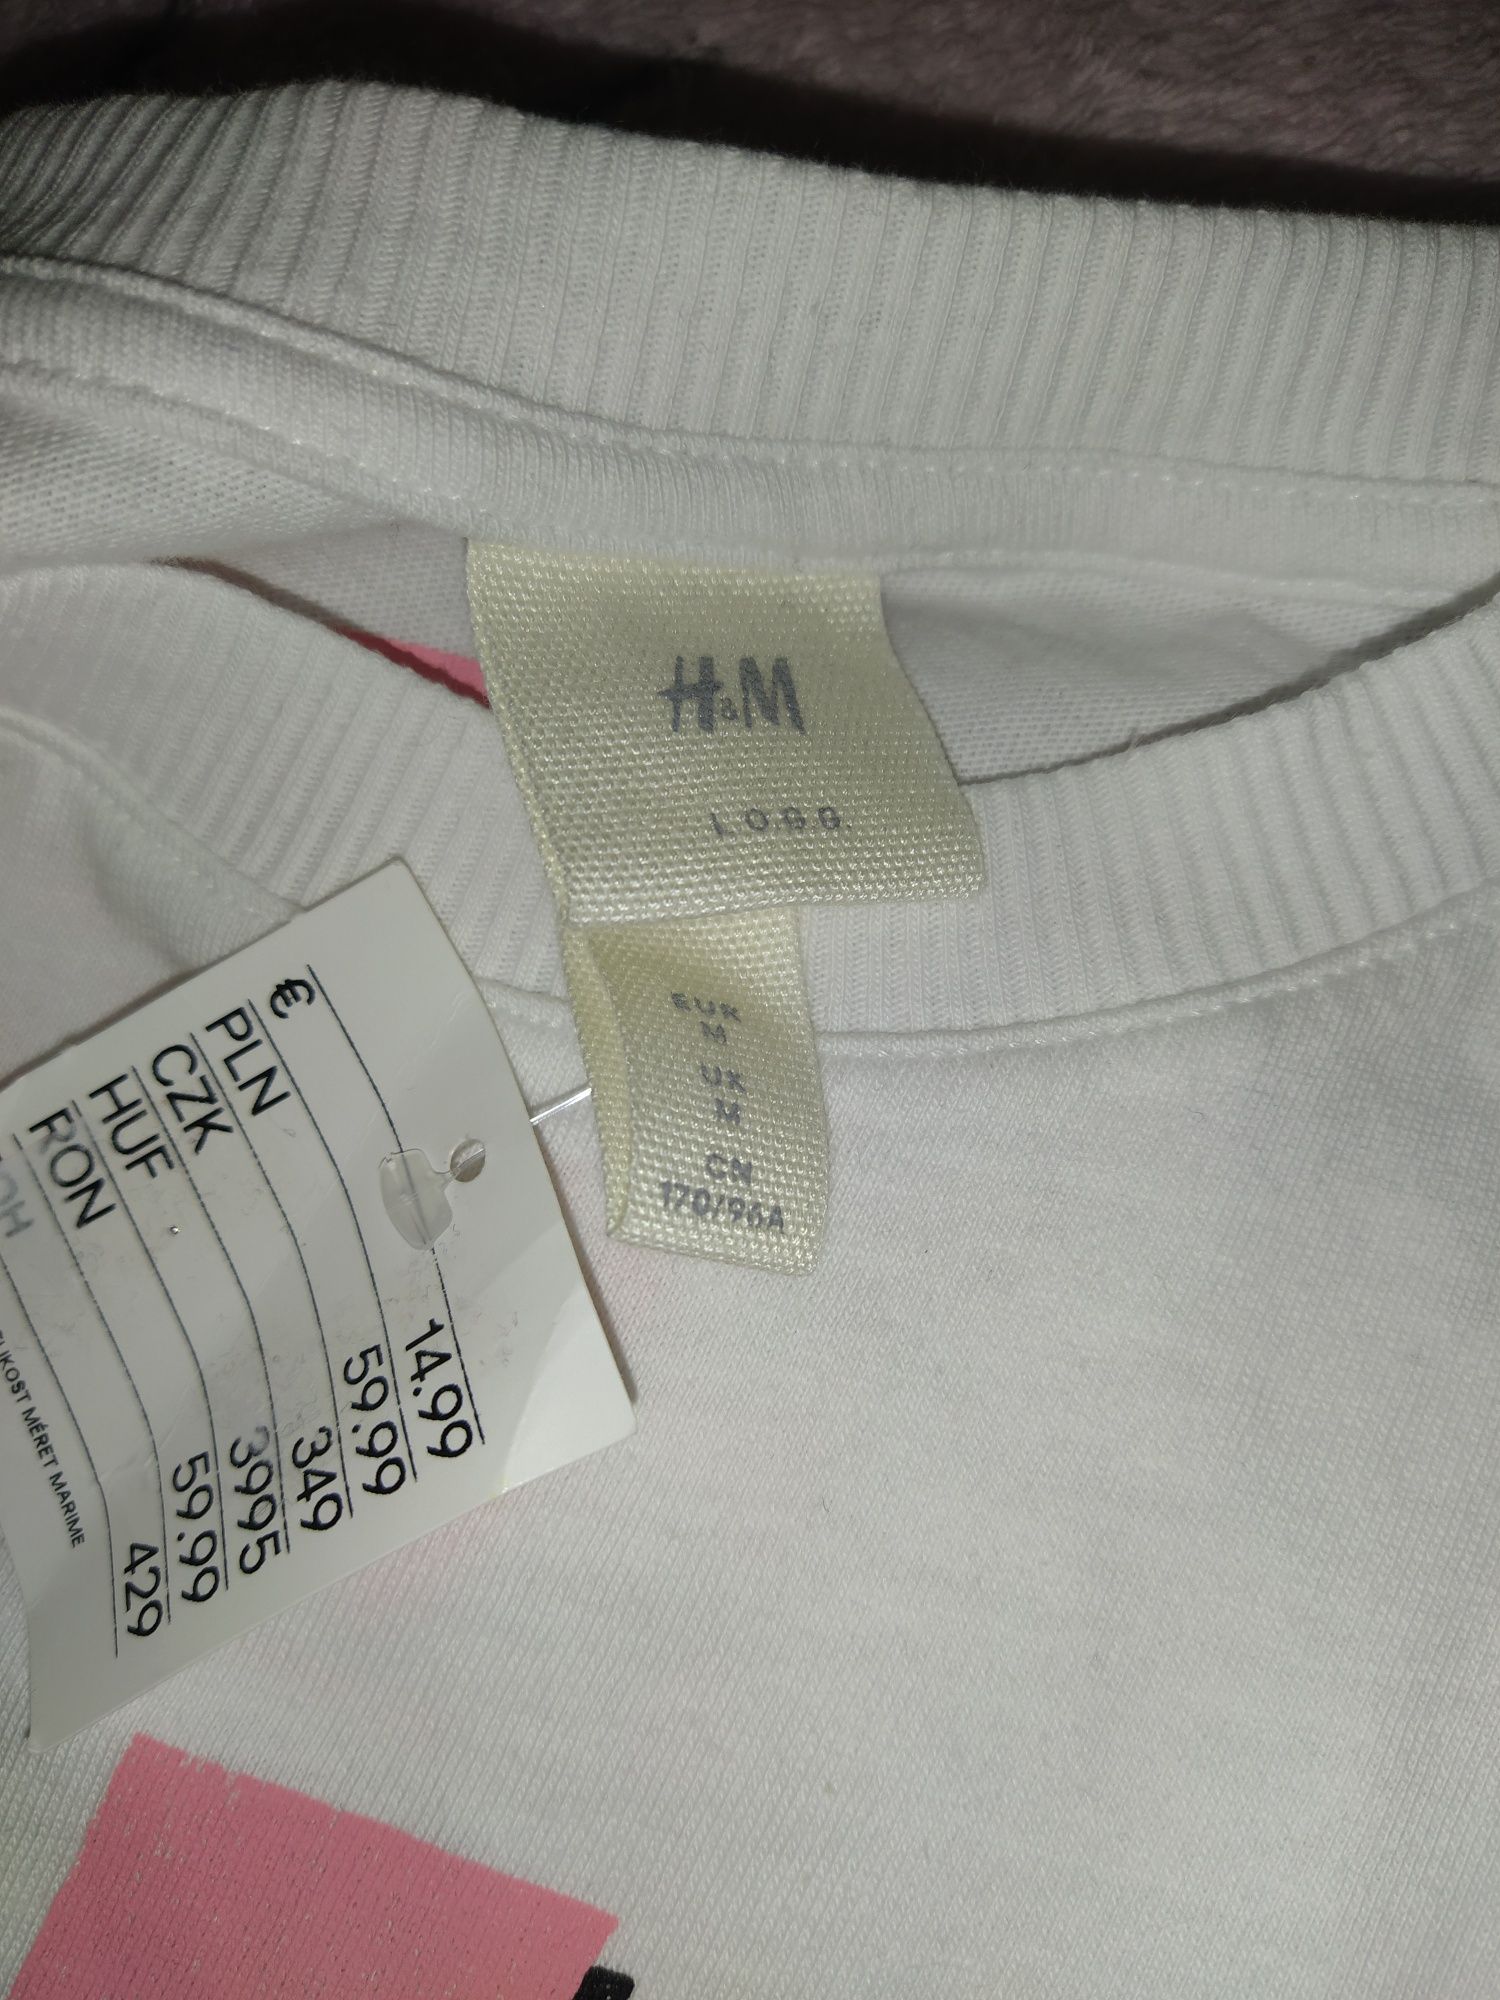 H&M
L.O.G.G.
EUR
M
UK
M
CN
170/96A
€ 14.99
PLN 59.99
CZK 349
HUF 3995
RON 59.99
429
MÉRET MARIME